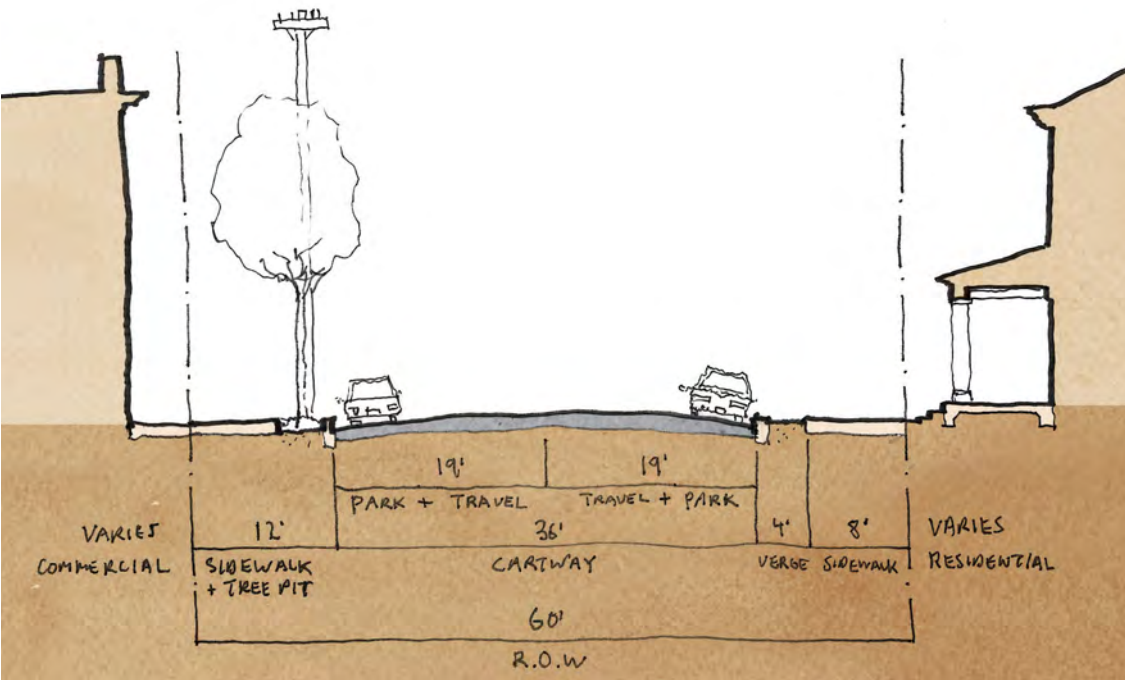 19' 19'
PARK + TRAVEL TRAVEL + PARK
VARIES 12' 36' 4' 8' VARIES
COMMERCIAL SIDEWALK CARTWAY VERGE SIDEWALK RESIDENTIAL
+ TREE PIT
60'
R.O.W